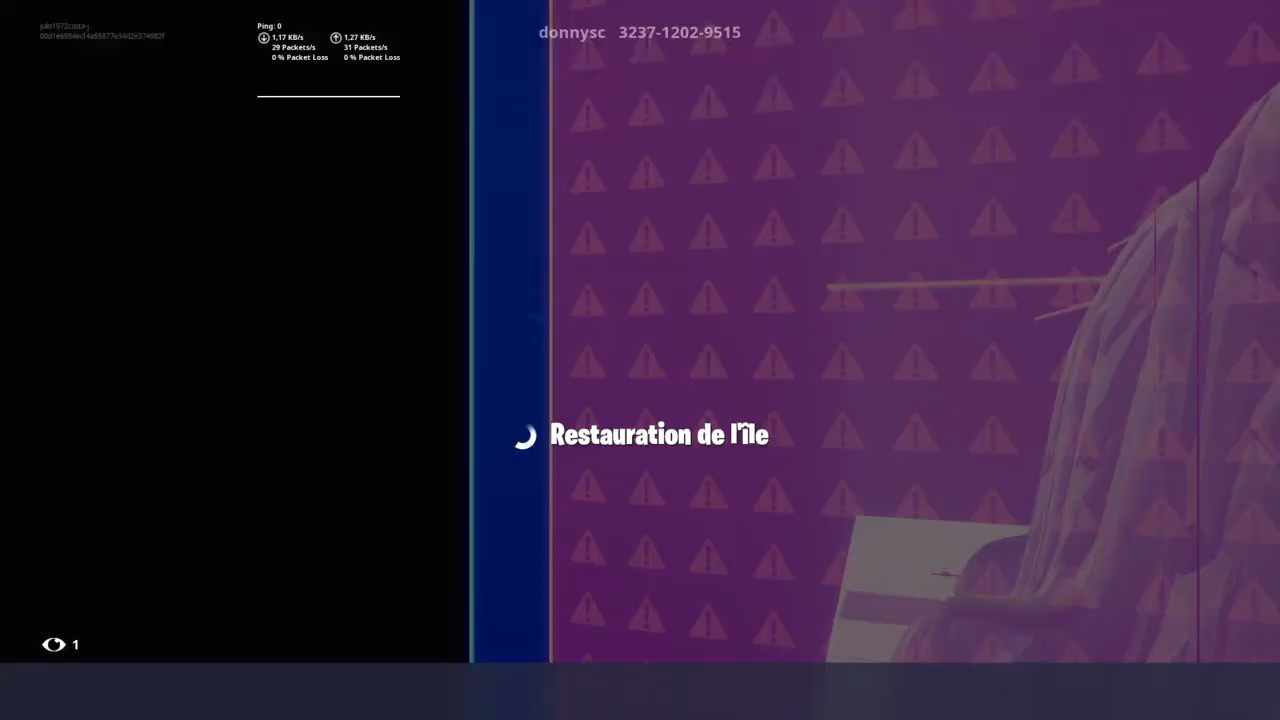 julio1972costa-j
Ping: 0
1,17 KB/s
1,27 KB/s
29 Packets/s
31 Packets/s
0 % Packet Loss
0 % Packet Loss
donnysc 3237-1202-9515
Restauration de l'île
1